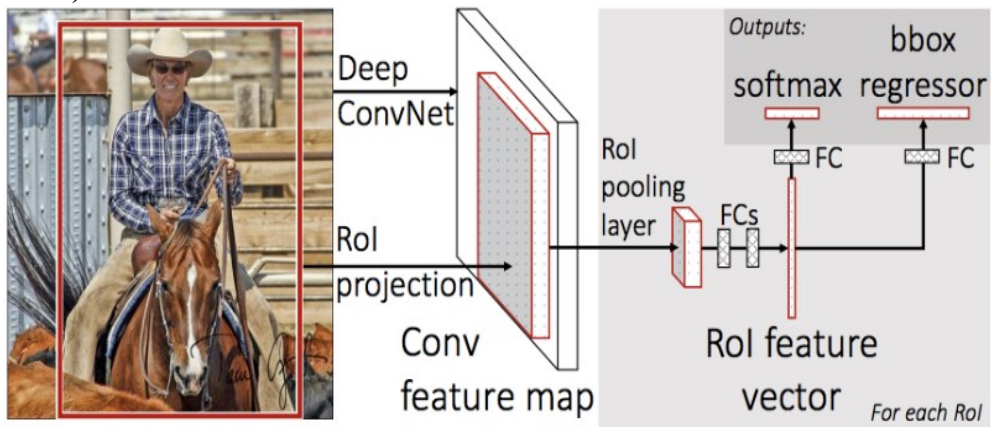 Deep
ConvNet
RoI
projection
Conv
feature map
RoI
pooling
layer
FCs
RoI feature
vector
For each RoI
Outputs:
softmax
bbox
regressor
FC
FC